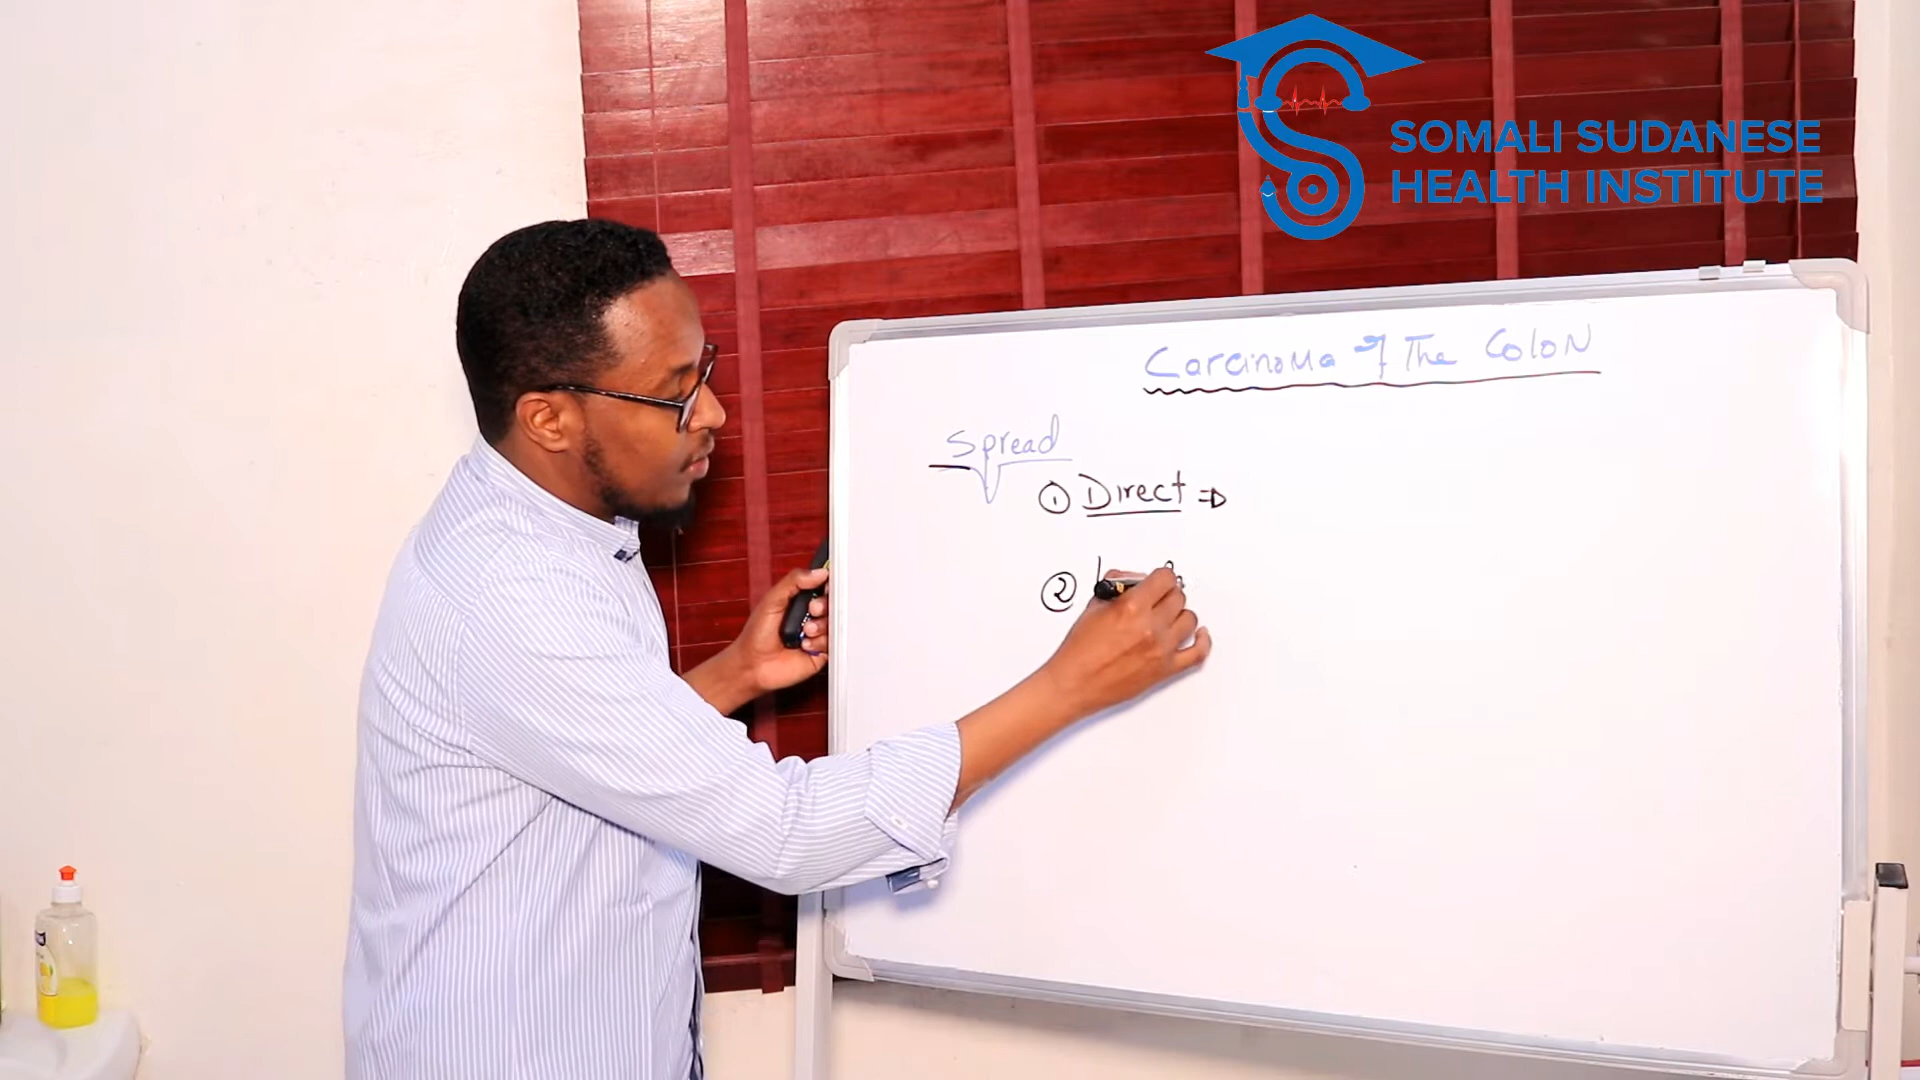 SOMALI SUDANESE
HEALTH INSTITUTE
Carcinoma of The Colon
Spread
① Direct ⇒
②